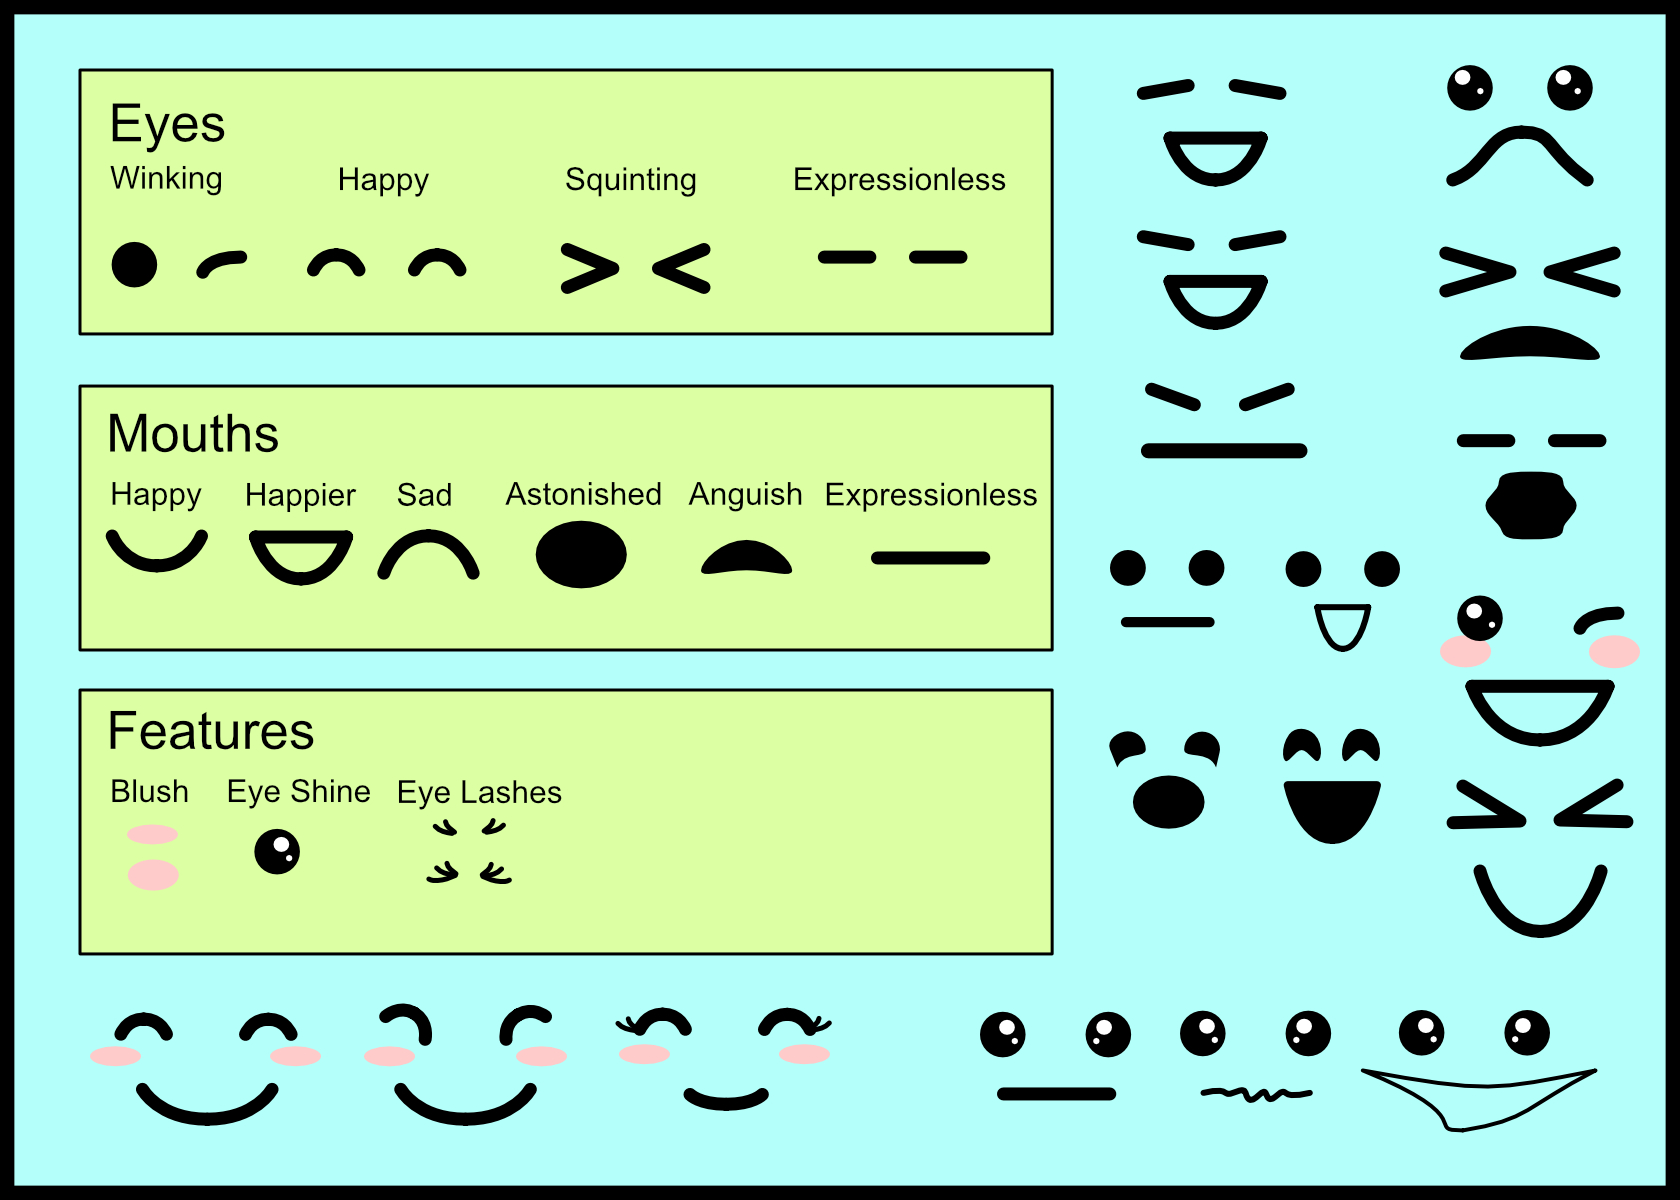 Eyes
Winking Happy Squinting Expressionless
Mouths
Happy Happier Sad Astonished Anguish Expressionless
Features
Blush Eye Shine Eye Lashes